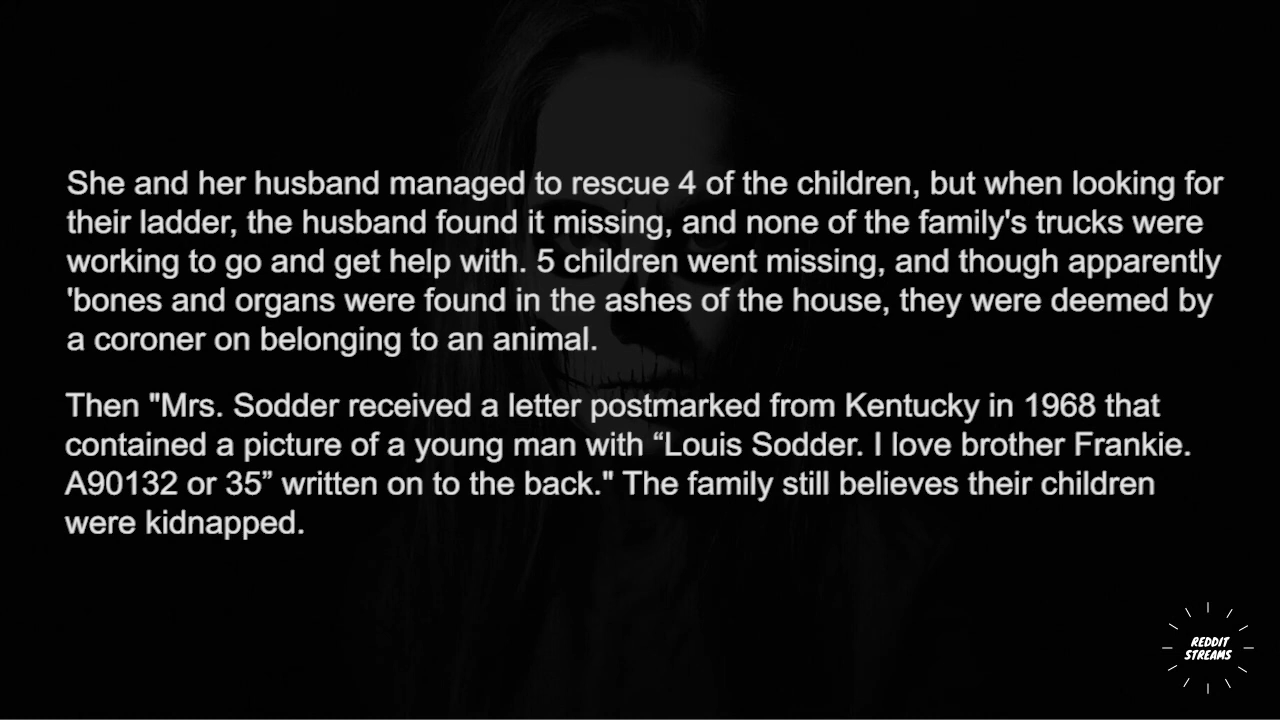 She and her husband managed to rescue 4 of the children, but when looking for
their ladder, the husband found it missing, and none of the family's trucks were
working to go and get help with. 5 children went missing, and though apparently
'bones and organs were found in the ashes of the house, they were deemed by
a coroner on belonging to an animal.
Then "Mrs. Sodder received a letter postmarked from Kentucky in 1968 that
contained a picture of a young man with “Louis Sodder. I love brother Frankie.
A90132 or 35” written on to the back." The family still believes their children
were kidnapped.
REDDIT
STREAMS